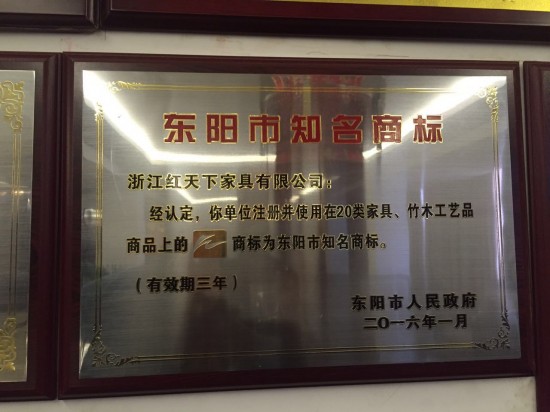 东阳市知名商标
浙江红天下家具有限公司：
经认定，你单位注册并使用在20类家具、竹木工艺品
商品上的 商标为东阳市知名商标。
（有效期三年）
东阳市人民政府
二〇一六年一月